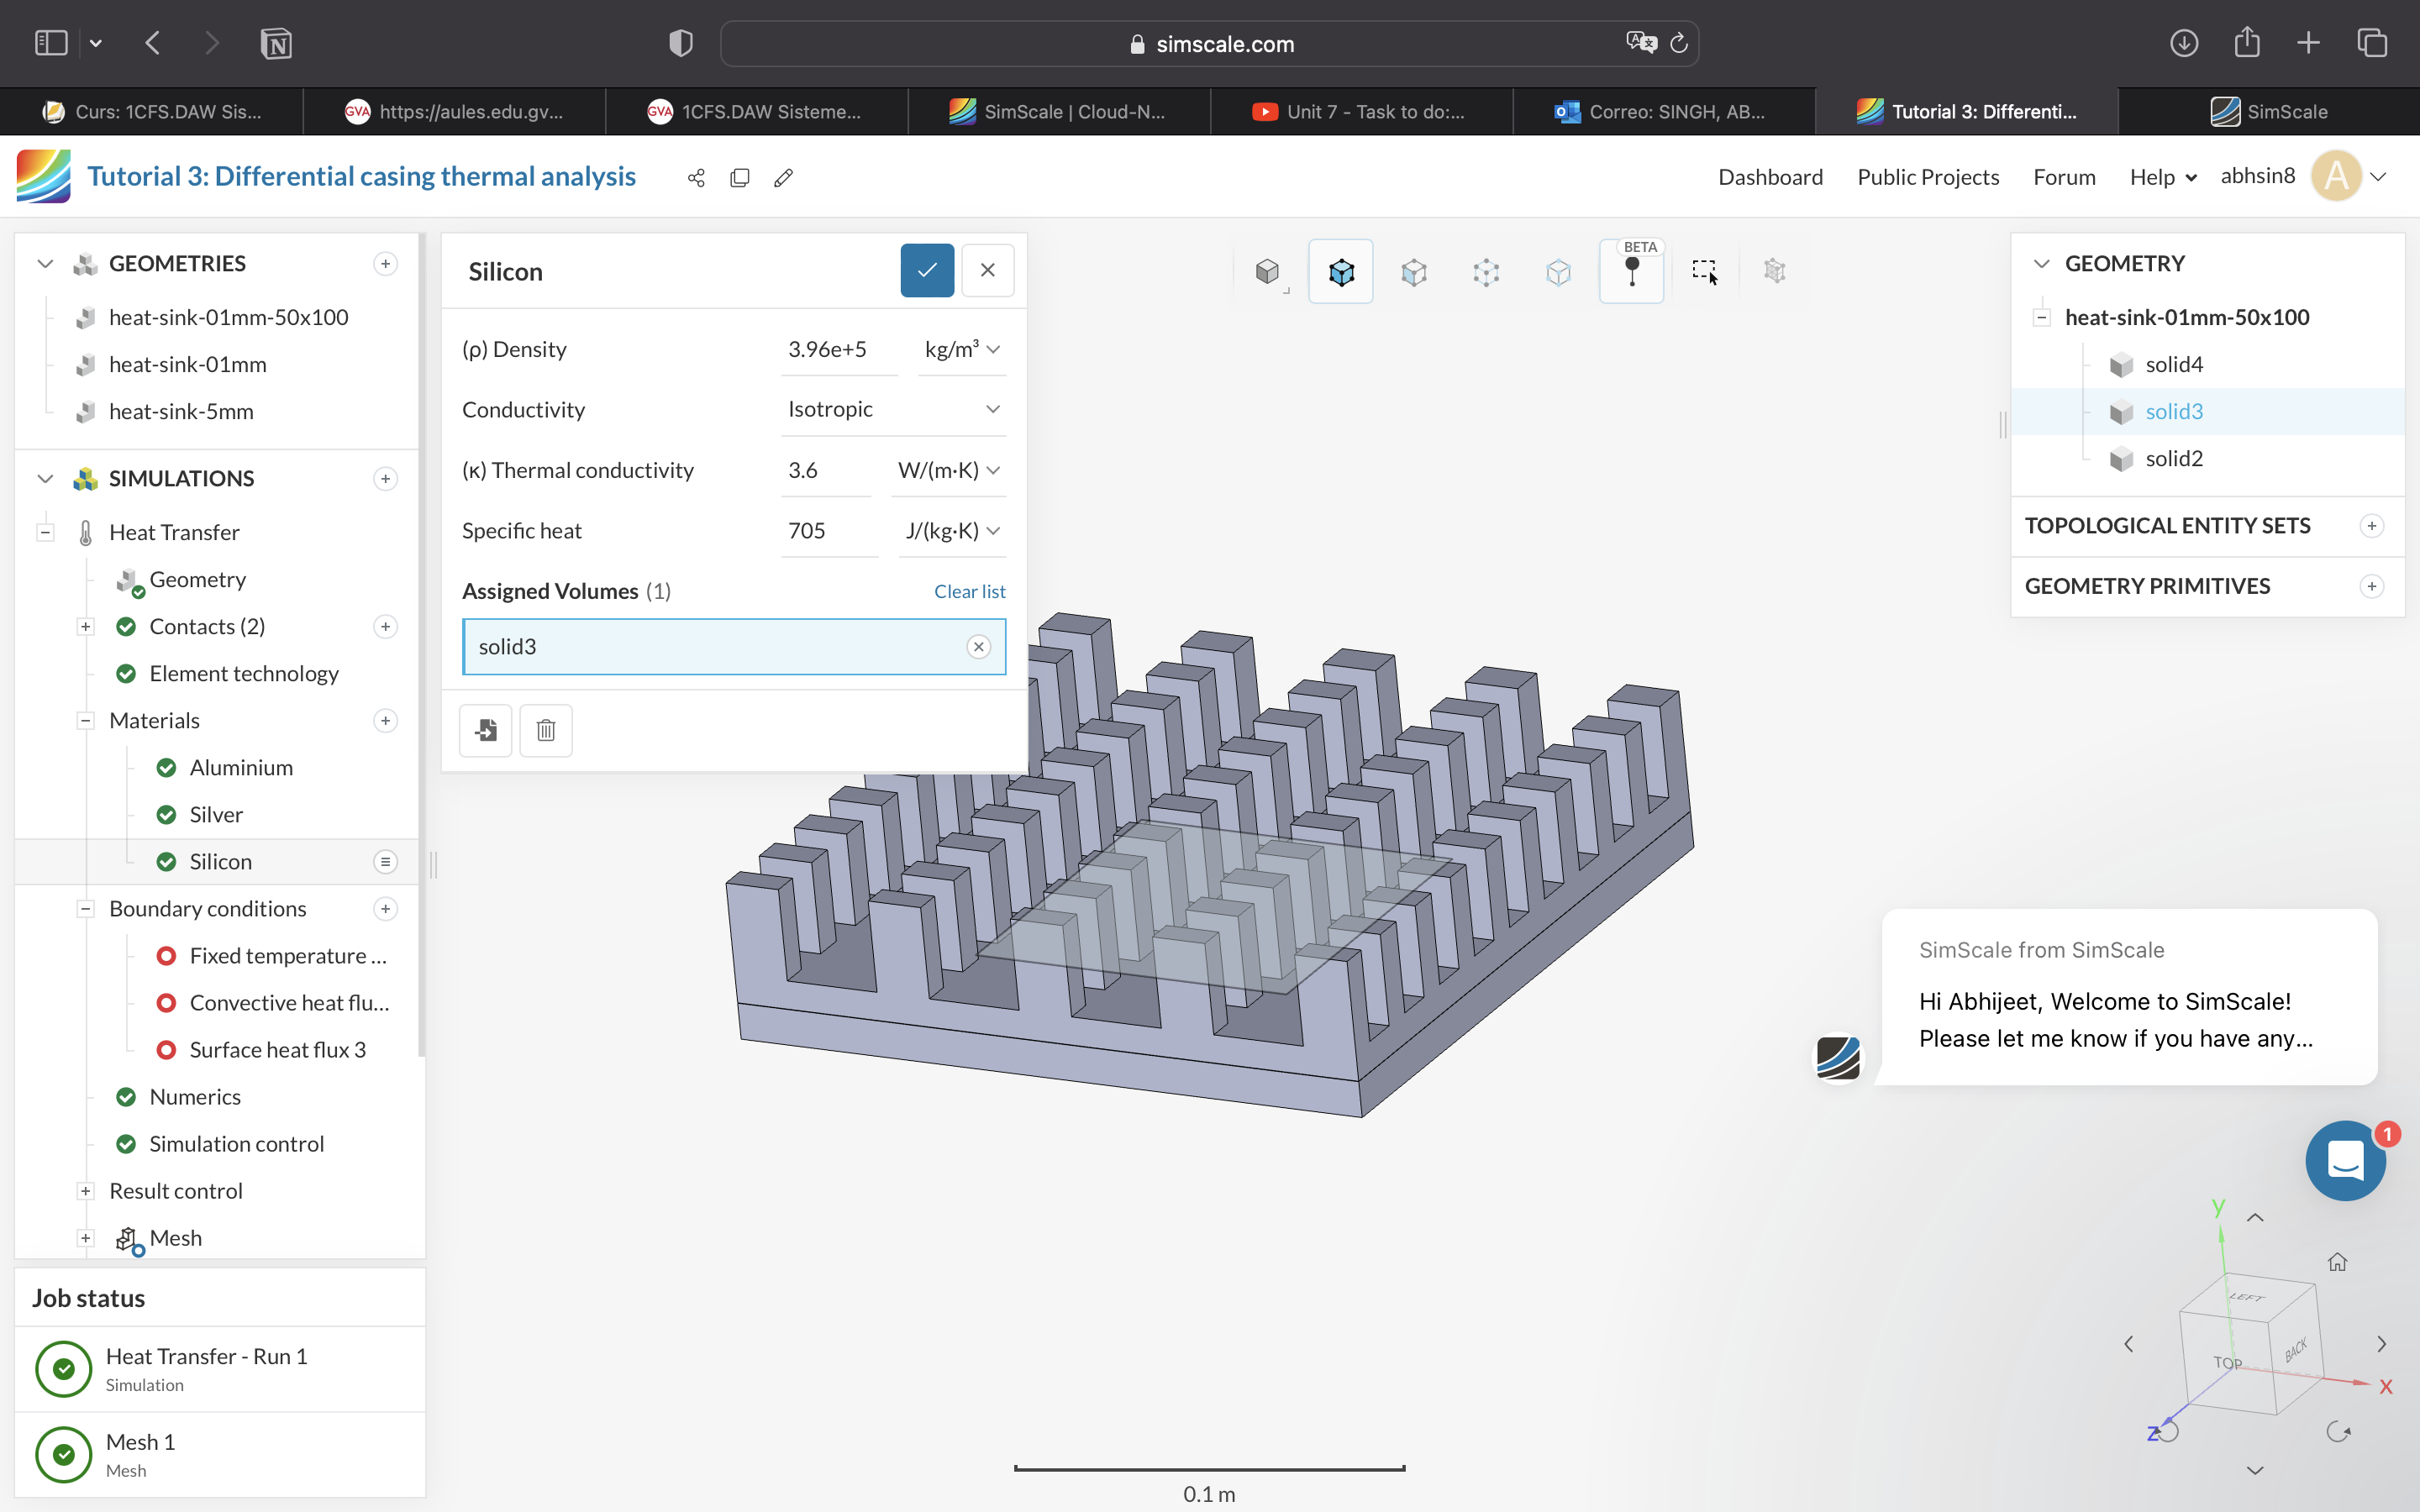 simscale.com
Curs: 1CFS.DAW Sis...
https://aules.edu.gv...
1CFS.DAW Sisteme...
SimScale | Cloud-N...
Unit 7 - Task to do:...
Correo: SINGH, AB...
Tutorial 3: Differenti...
SimScale
Tutorial 3: Differential casing thermal analysis
Dashboard
Public Projects
Forum
Help
abhsin8
A
GEOMETRIES
heat-sink-01mm-50x100
heat-sink-01mm
heat-sink-5mm
SIMULATIONS
Heat Transfer
Geometry
Contacts (2)
Element technology
Materials
Aluminium
Silver
Silicon
Boundary conditions
Fixed temperature ...
Convective heat flu...
Surface heat flux 3
Numerics
Simulation control
Result control
Mesh
Job status
Heat Transfer - Run 1
Simulation
Mesh 1
Mesh
Silicon
(ρ) Density 3.96e+5 kg/m³
Conductivity Isotropic
(κ) Thermal conductivity 3.6 W/(m·K)
Specific heat 705 J/(kg·K)
Assigned Volumes (1) Clear list
solid3
BETA
GEOMETRY
heat-sink-01mm-50x100
solid4
solid3
solid2
TOPOLOGICAL ENTITY SETS
GEOMETRY PRIMITIVES
SimScale from SimScale
Hi Abhijeet, Welcome to SimScale!
Please let me know if you have any...
1
y
LEFT
TOP
BACK
x
z
0.1 m